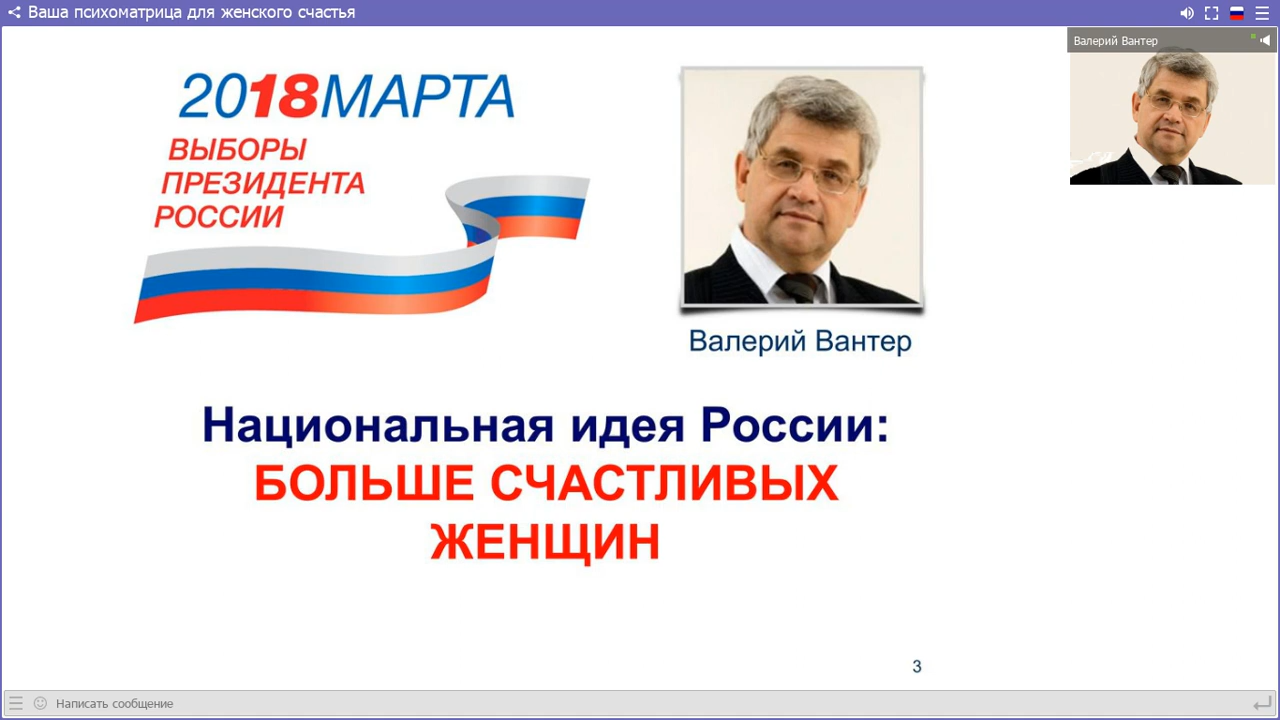 Ваша психоматрица для женского счастья
Валерий Вантер
2018МАРТА
ВЫБОРЫ
ПРЕЗИДЕНТА
РОССИИ
Валерий Вантер
Национальная идея России:
БОЛЬШЕ СЧАСТЛИВЫХ
ЖЕНЩИН
3
Написать сообщение